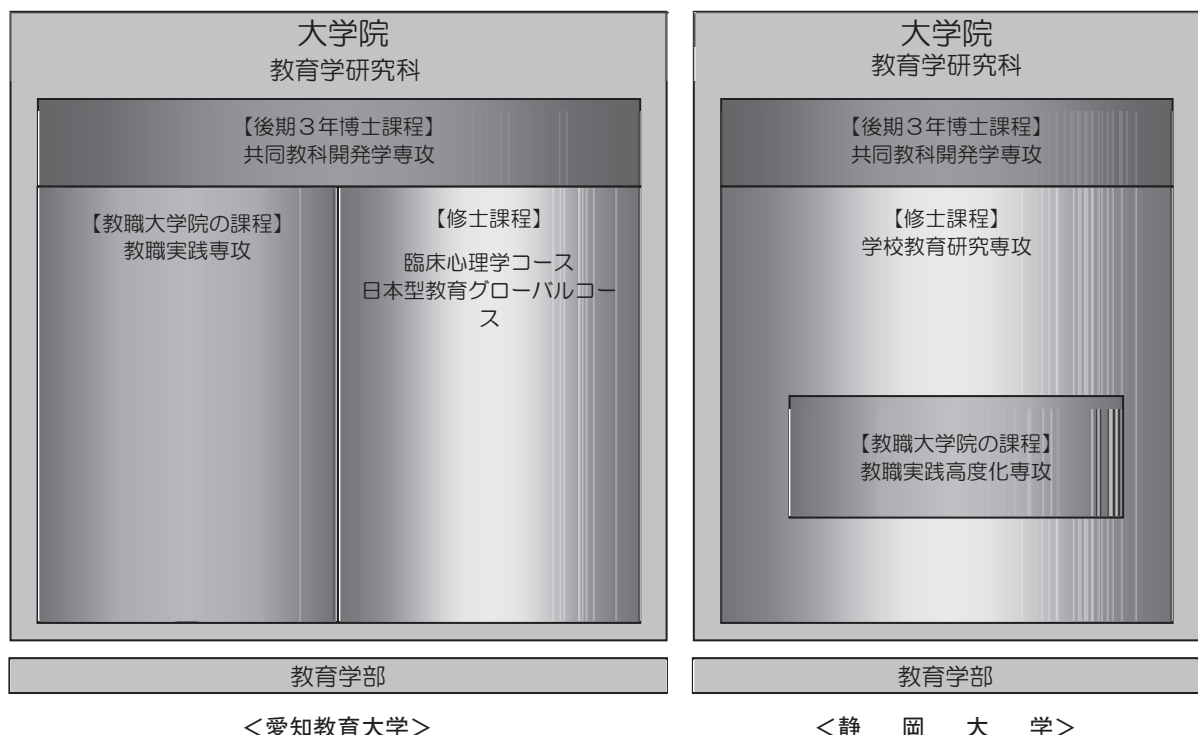 大学院
教育学研究科
【後期３年博士課程】
共同教科開発学専攻
【教職大学院の課程】
教職実践専攻
【修士課程】
臨床心理学コース
日本型教育グローバルコー
ス
教育学部
＜愛知教育大学＞
大学院
教育学研究科
【後期３年博士課程】
共同教科開発学専攻
【修士課程】
学校教育研究専攻
【教職大学院の課程】
教職実践高度化専攻
教育学部
＜静　岡　大　学＞